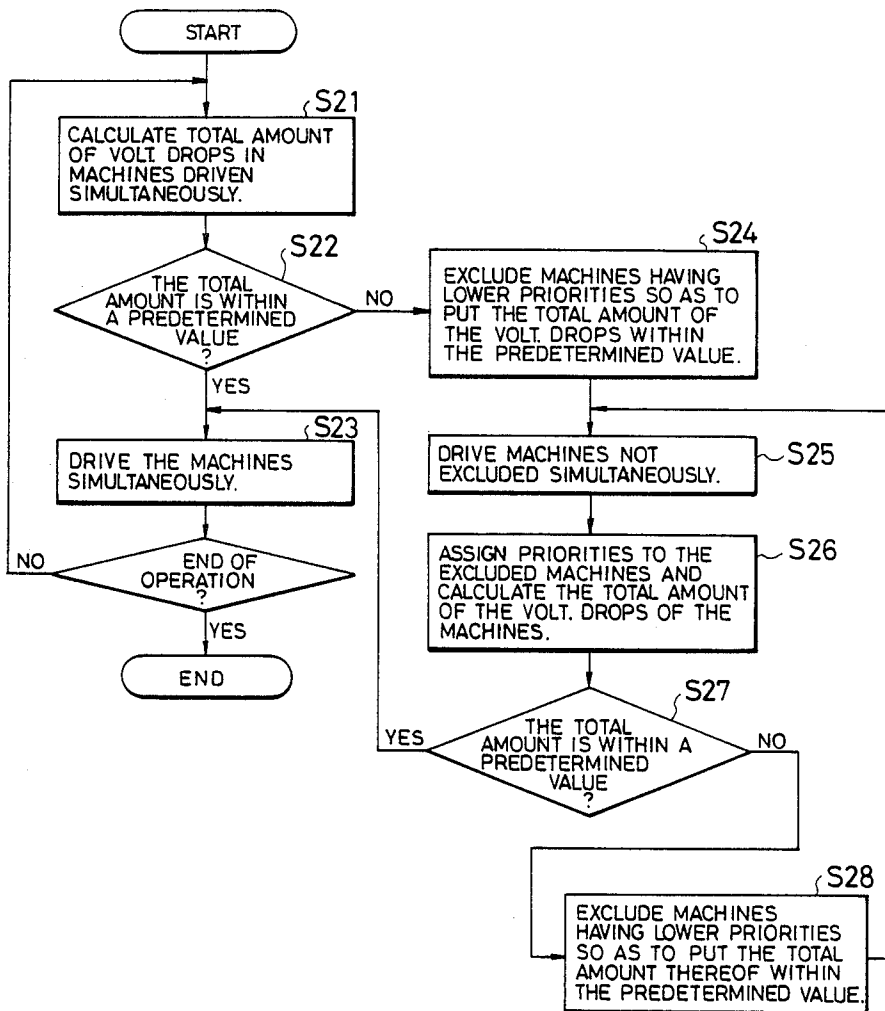 START
S21
CALCULATE TOTAL AMOUNT
OF VOLT. DROPS IN
MACHINES DRIVEN
SIMULTANEOUSLY.
S22
THE TOTAL
AMOUNT IS WITHIN
A PREDETERMINED
VALUE
?
NO
YES
S23
DRIVE THE MACHINES
SIMULTANEOUSLY.
NO
END OF
OPERATION
?
YES
END
S24
EXCLUDE MACHINES HAVING
LOWER PRIORITIES SO AS TO
PUT THE TOTAL AMOUNT OF
THE VOLT. DROPS WITHIN
THE PREDETERMINED VALUE.
DRIVE MACHINES NOT
EXCLUDED SIMULTANEOUSLY.
S25
S26
ASSIGN PRIORITIES TO THE
EXCLUDED MACHINES AND
CALCULATE THE TOTAL AMOUNT
OF THE VOLT. DROPS OF THE
MACHINES.
S27
YES
THE TOTAL
AMOUNT IS WITHIN A
PREDETERMINED
VALUE
?
NO
S28
EXCLUDE MACHINES
HAVING LOWER PRIORITIES
SO AS TO PUT THE TOTAL
AMOUNT THEREOF WITHIN
THE PREDETERMINED VALUE.